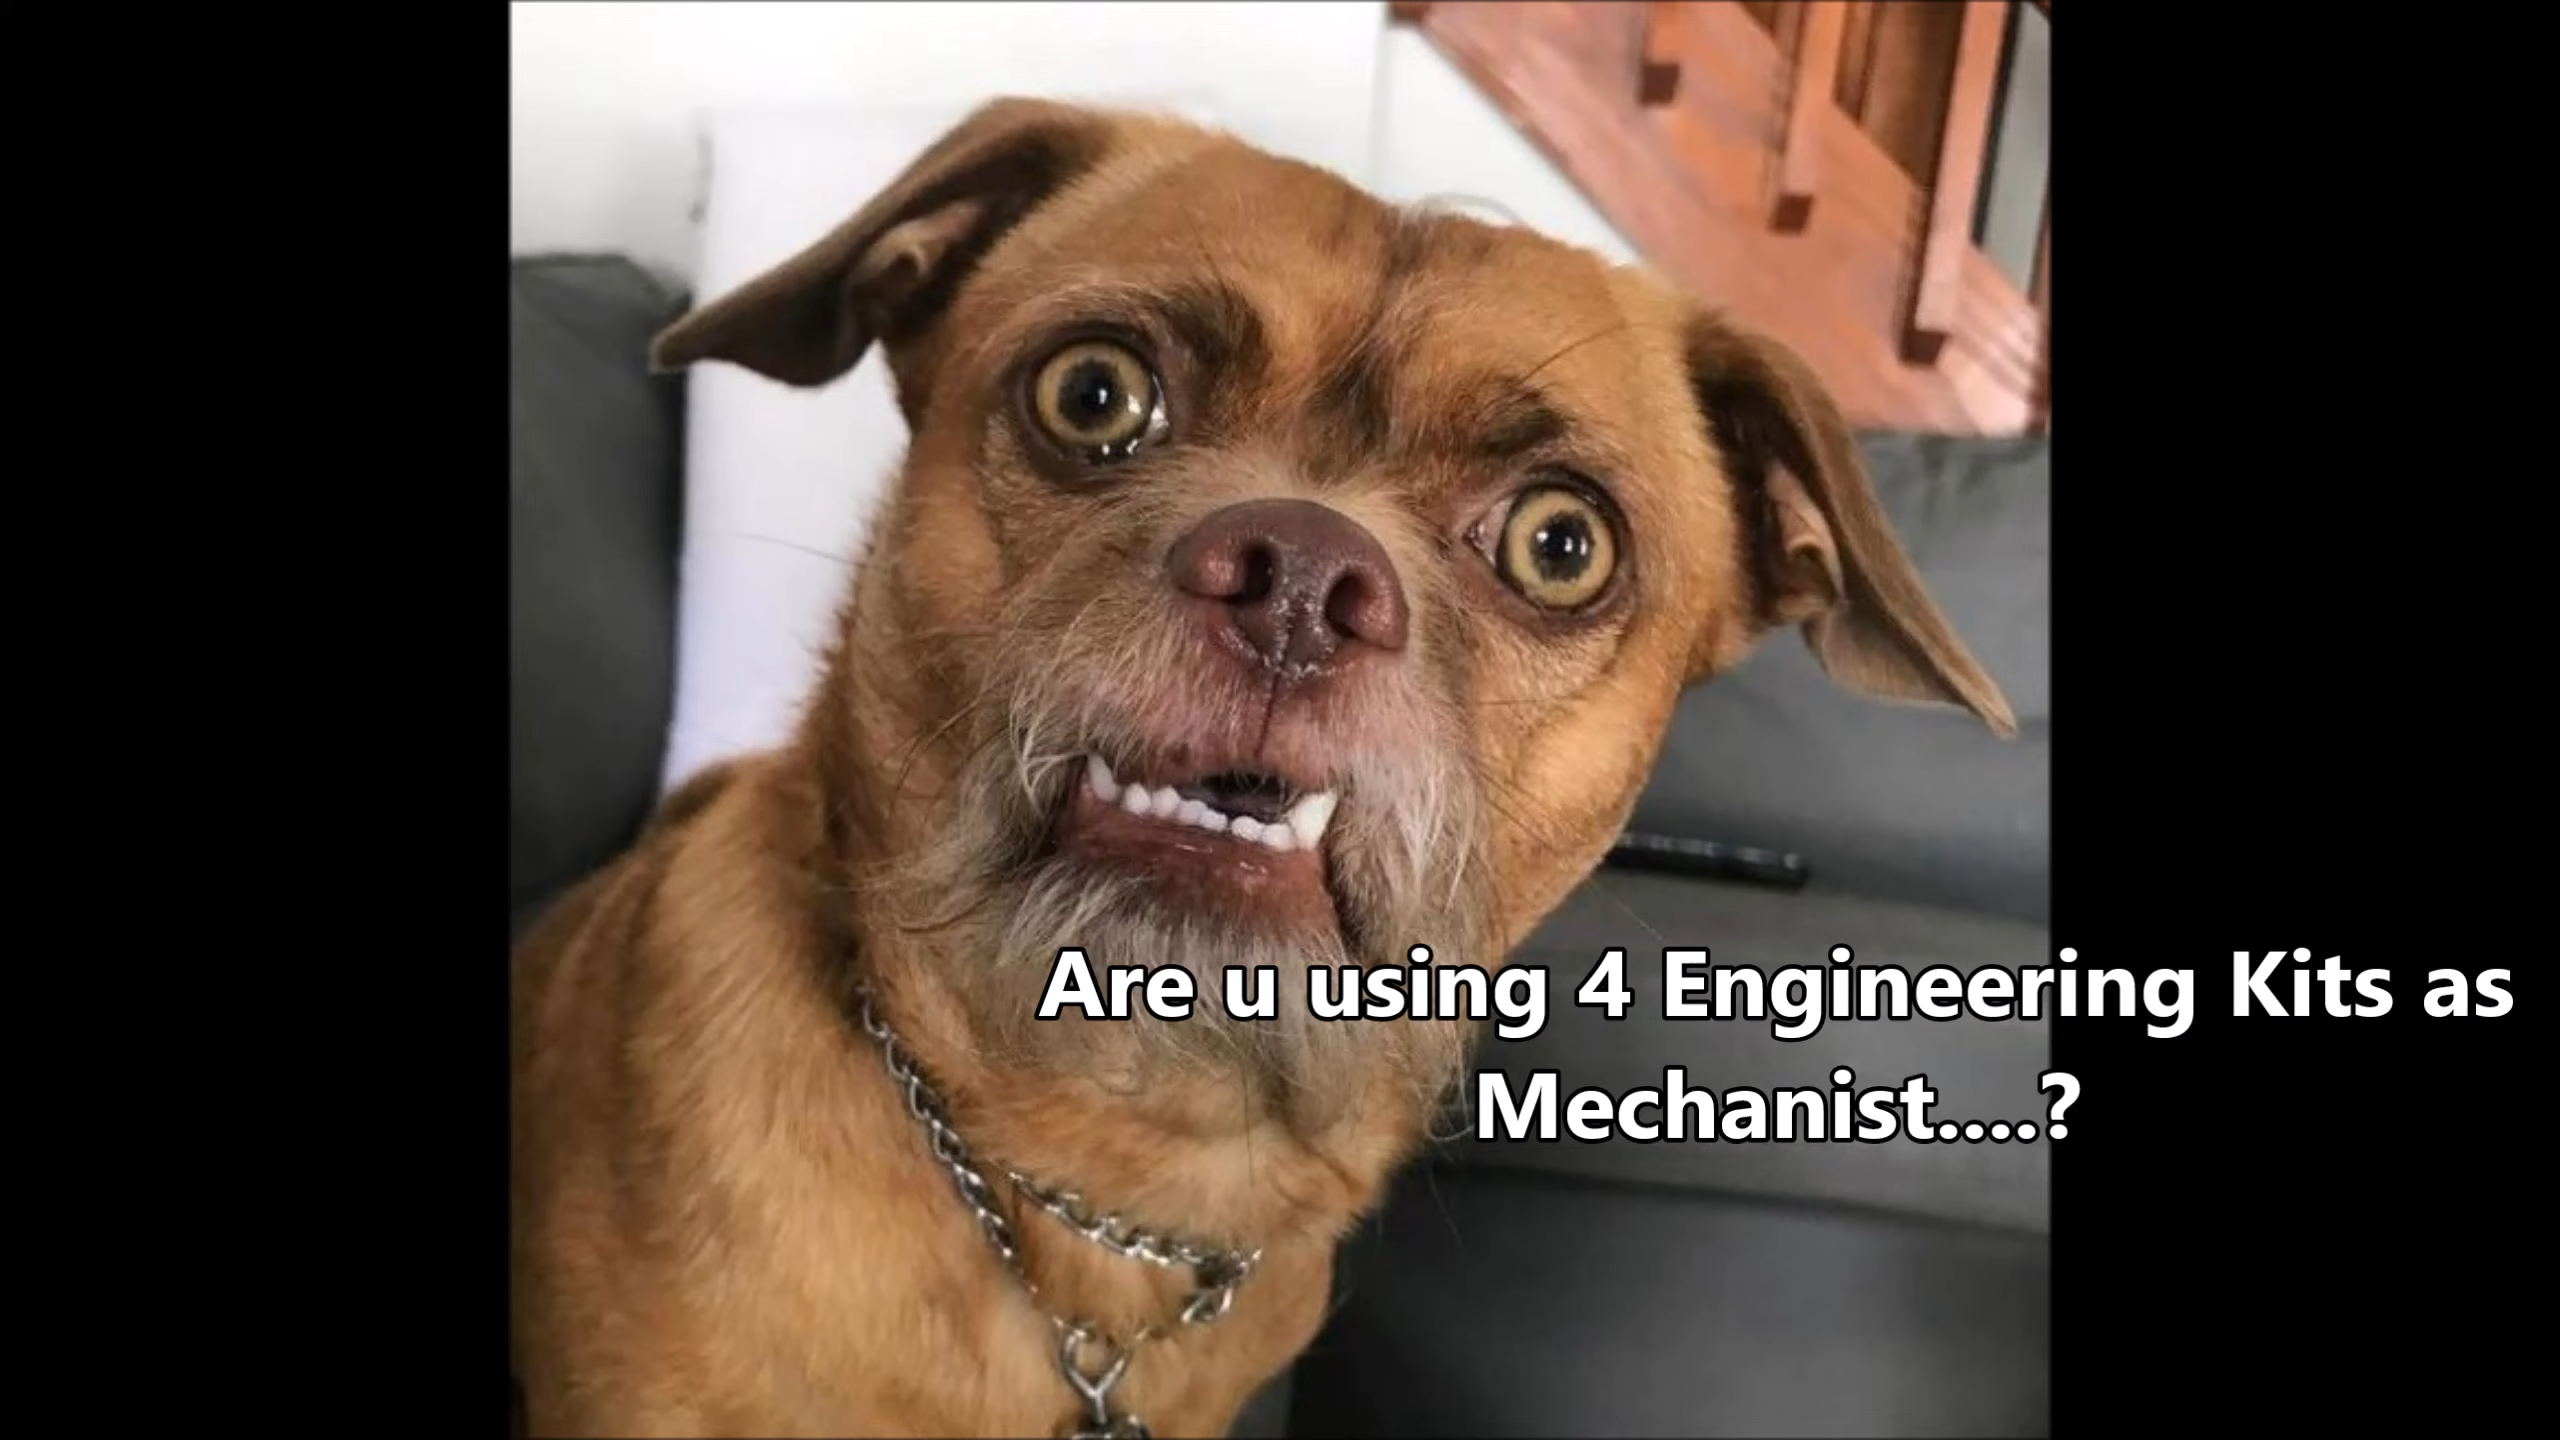 Are u using 4 Engineering Kits as
Mechanist....?